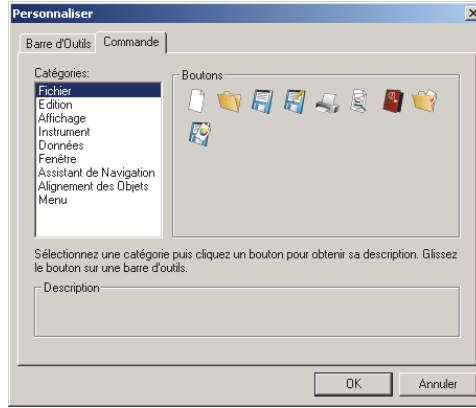 Personnaliser
Barre d'Outils
Commande
Catégories:
Boutons
Fichier
Edition
Affichage
Instrument
Données
Fenêtre
Assistant de Navigation
Alignement des Objets
Menu
Sélectionnez une catégorie puis cliquez un bouton pour obtenir sa description. Glissez
le bouton sur une barre d'outils.
Description
OK
Annuler